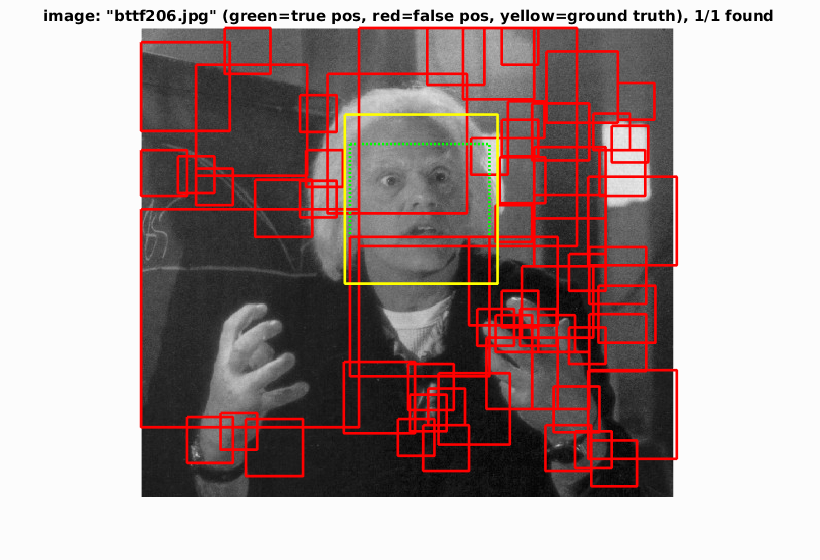 image: "bttf206.jpg" (green=true pos, red=false pos, yellow=ground truth), 1/1 found